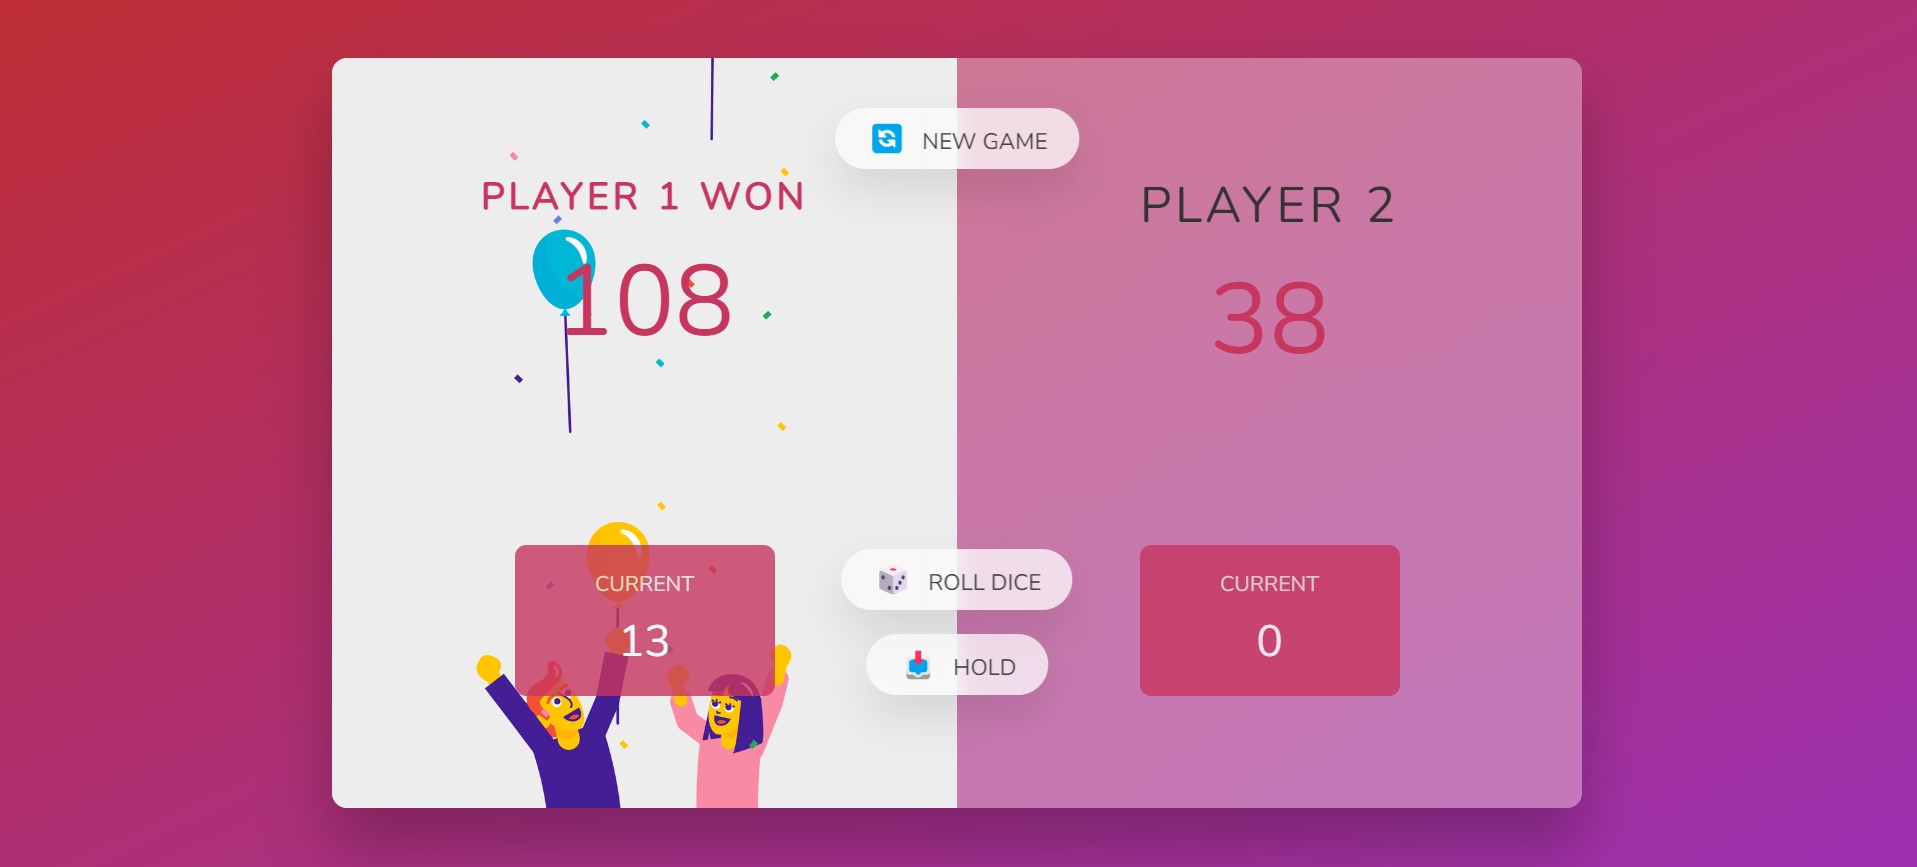 NEW GAME
PLAYER 1 WON
108
CURRENT
13
PLAYER 2
38
CURRENT
0
ROLL DICE
HOLD